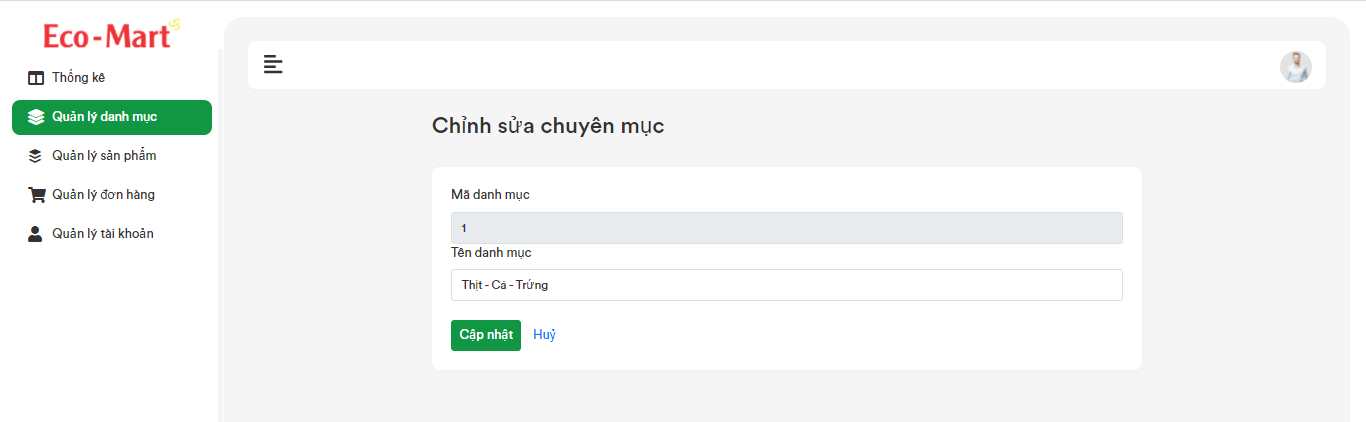 Eco-Mart
Thống kê
Quản lý danh mục
Quản lý sản phẩm
Quản lý đơn hàng
Quản lý tài khoản
Chỉnh sửa chuyên mục
Mã danh mục
1
Tên danh mục
Thịt - Cá - Trứng
Cập nhật Huỷ